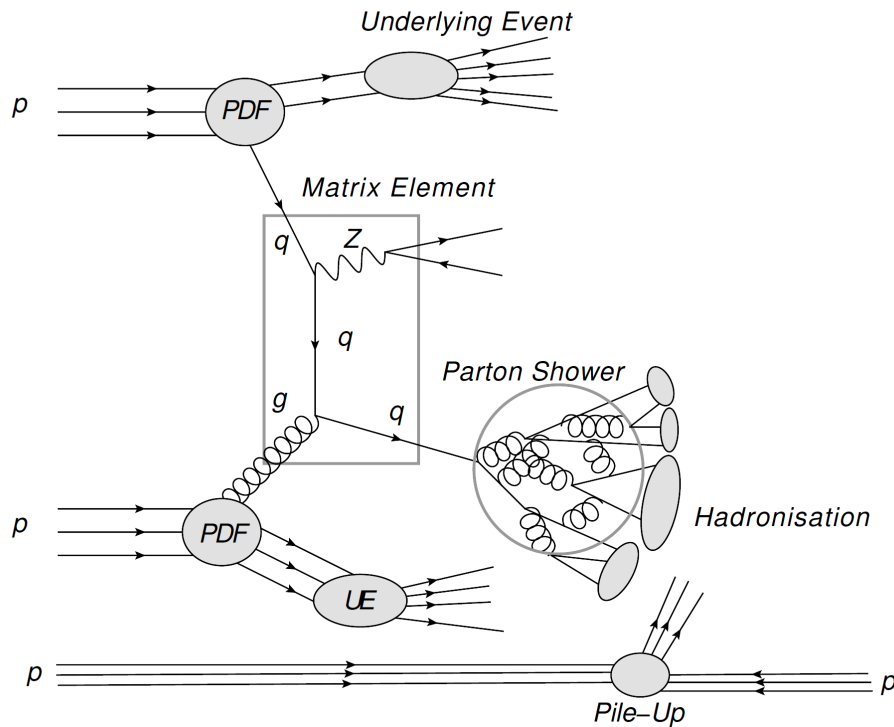 Underlying Event
p
PDF
Matrix Element
q
Z
q
Parton Shower
g
q
p
PDF
Hadronisation
UE
p
p
Pile–Up